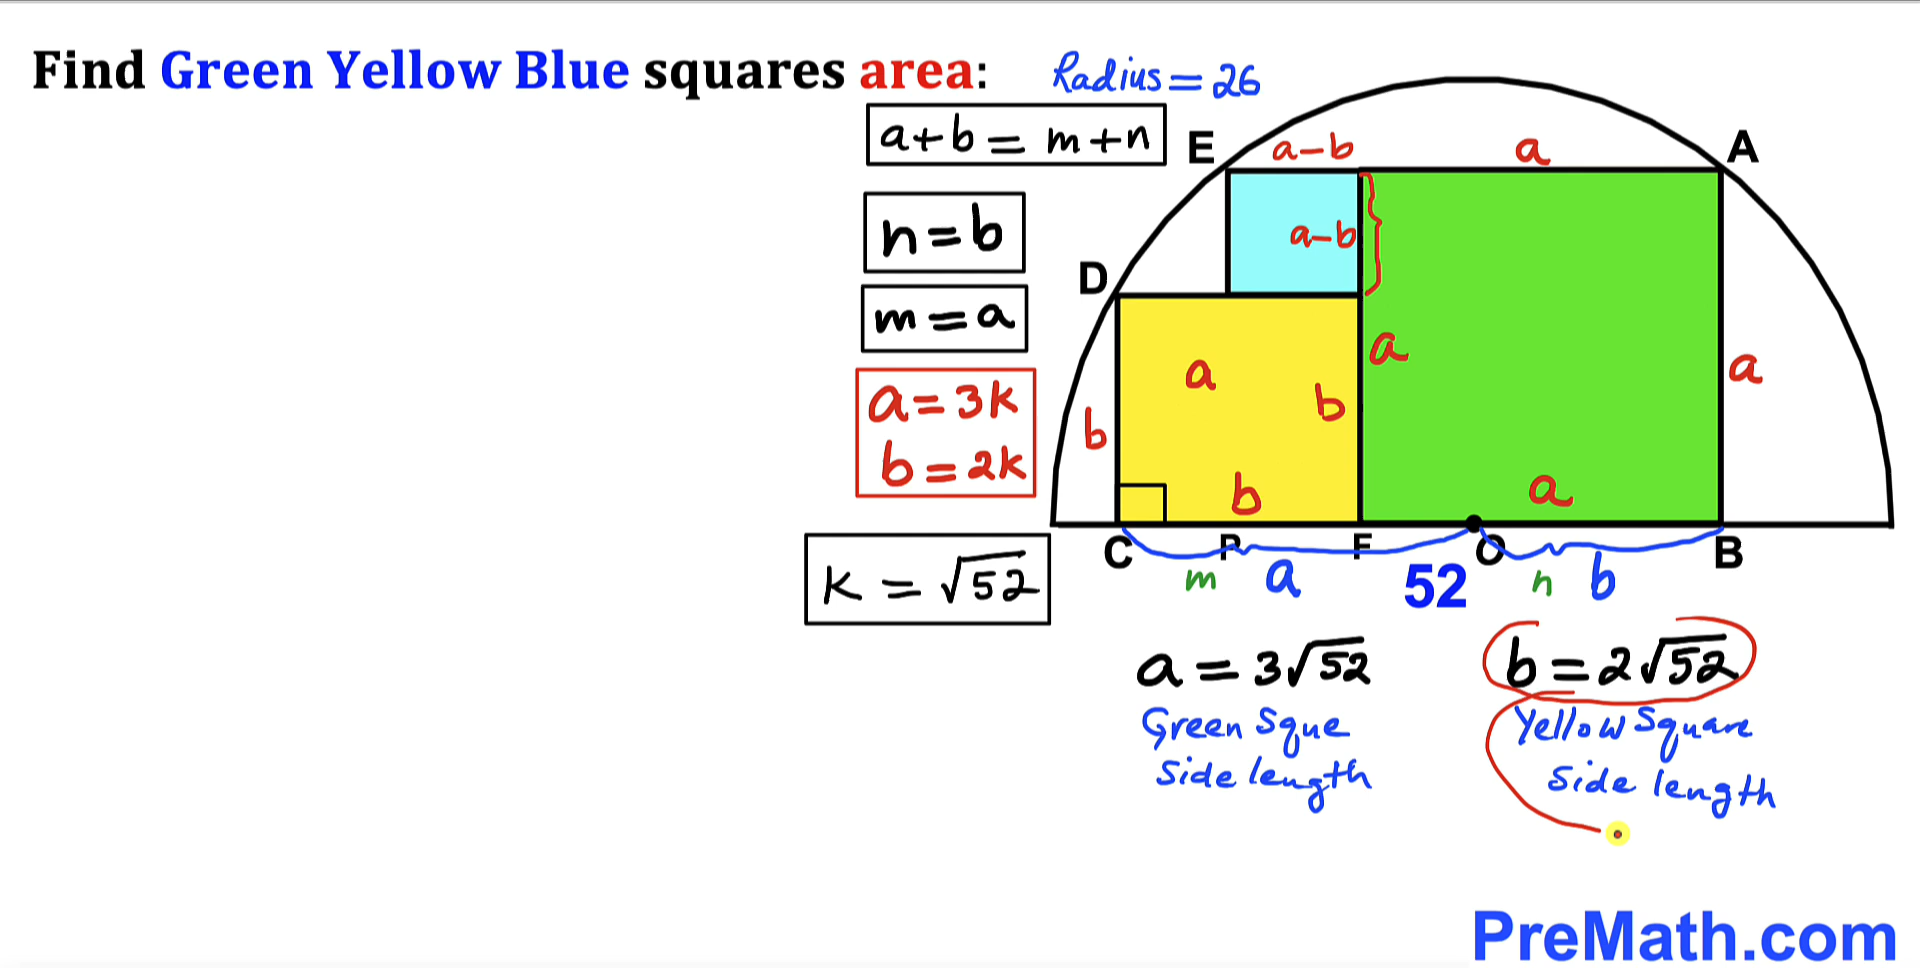 Find Green Yellow Blue squares area:
Radius = 26
a+b = m+n
n=b
m=a
a=3k
b=2k
k = √52
E
a-b
a
A
a-b
D
a
a
b
b
a
b
a
C
P
F
O
B
m
a
52
n
b
a = 3√52
b = 2√52
Green Sque
Side length
Yellow Square
Side length
PreMath.com